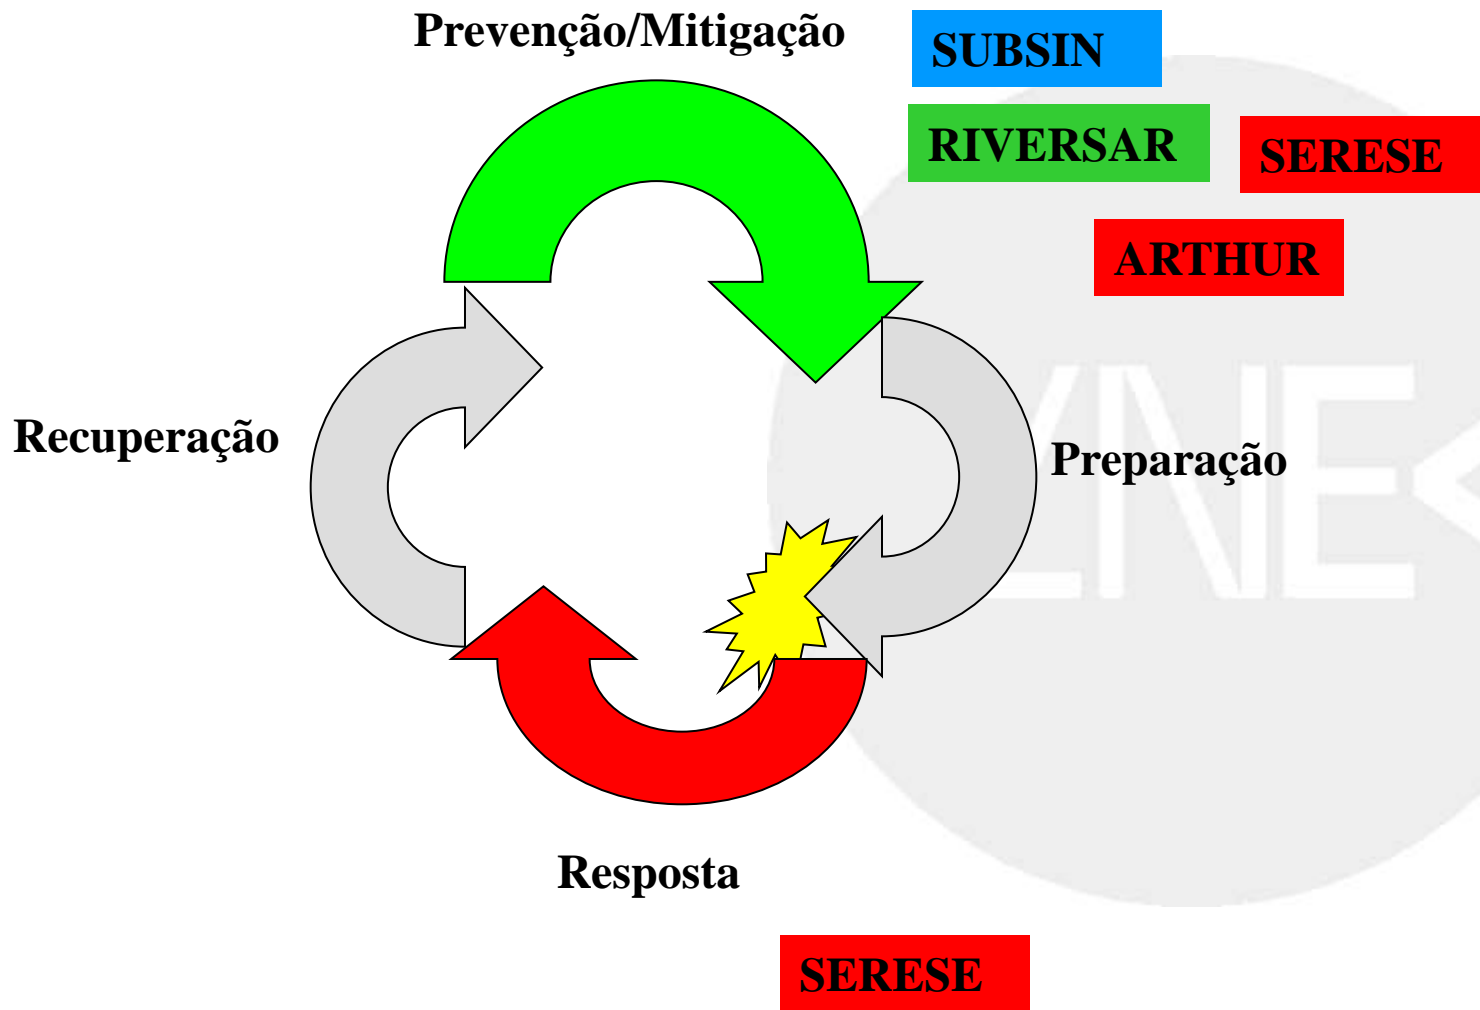 Prevenção/Mitigação
SUBSIN
RIVERSAR
SERESE
ARTHUR
Recuperação
Preparação
Resposta
SERESE